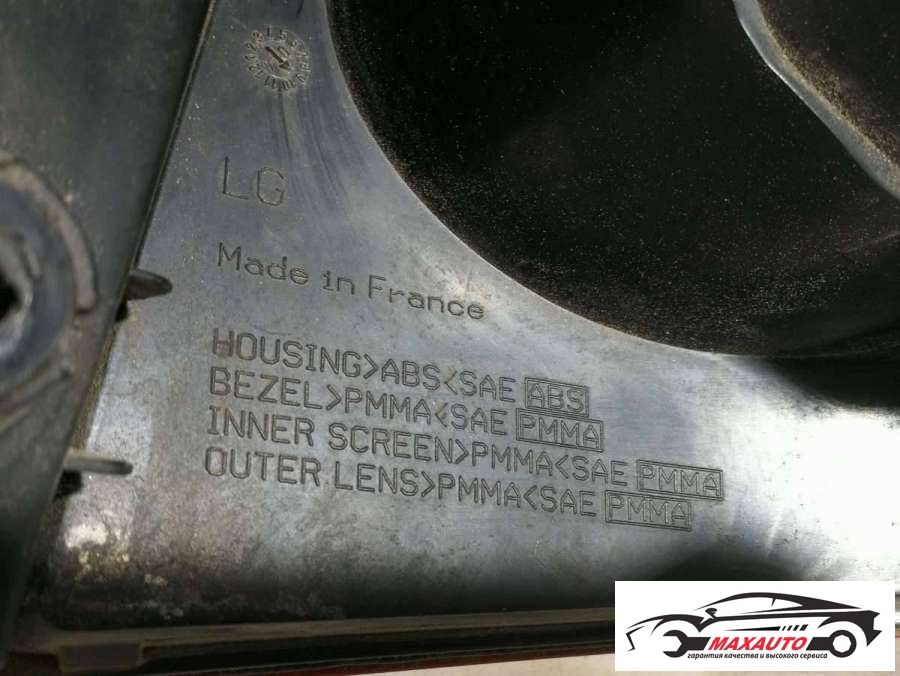 LG
Made in France
HOUSING>ABS<SAE ABS
BEZEL>PMMA<SAE PMMA
INNER SCREEN>PMMA<SAE PMMA
OUTER LENS>PMMA<SAE PMMA
MAXAUTO
гарантия качества и высокого сервиса